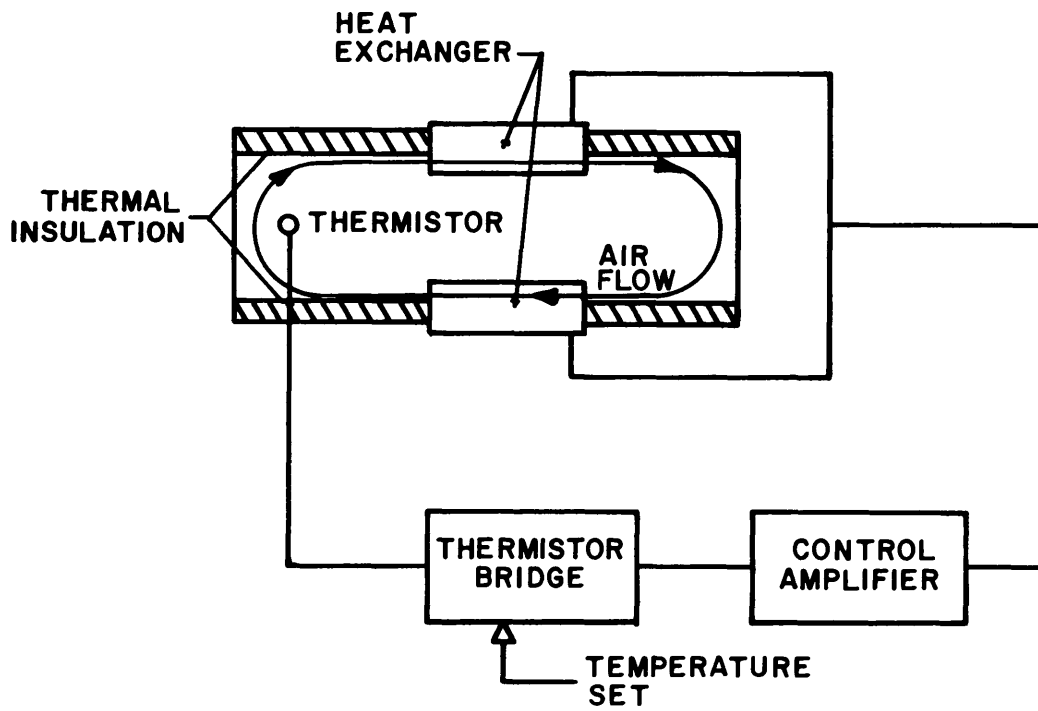 HEAT
EXCHANGER
THERMAL
INSULATION
THERMISTOR
AIR
FLOW
THERMISTOR
BRIDGE
CONTROL
AMPLIFIER
TEMPERATURE
SET